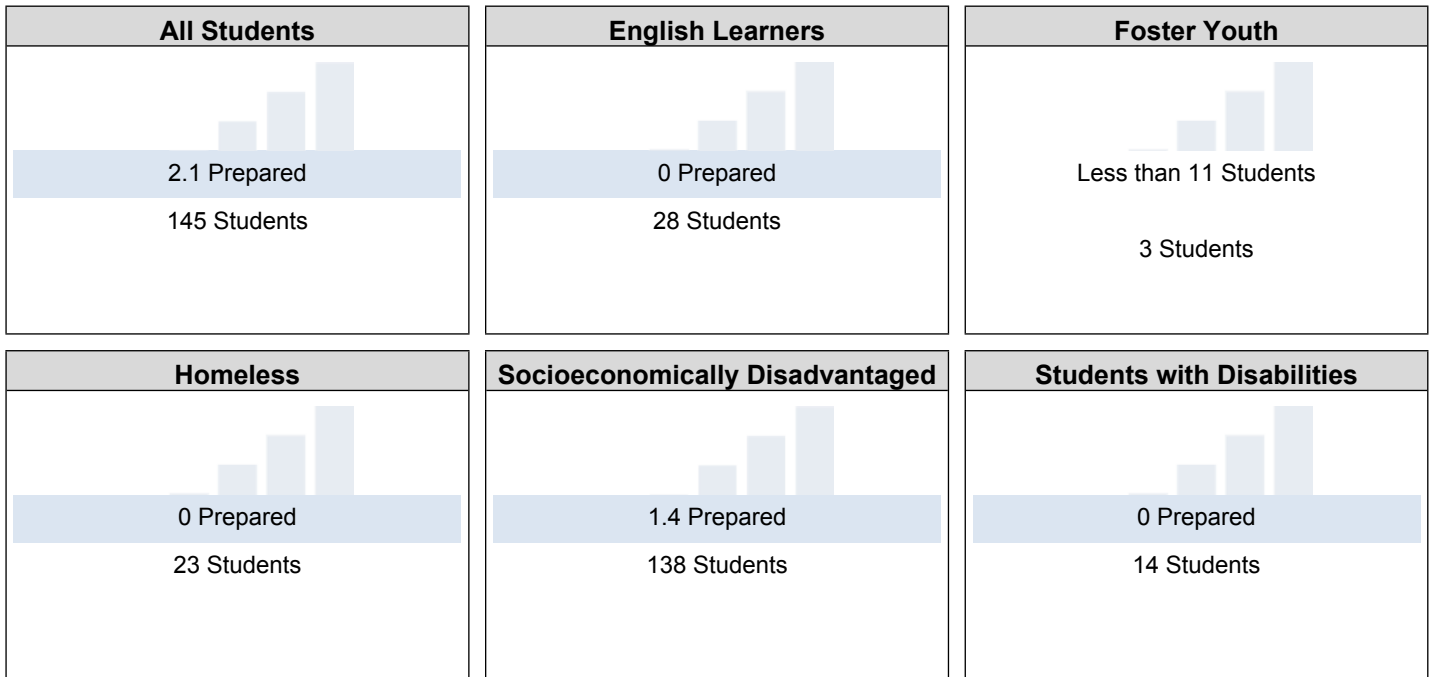 All Students
2.1 Prepared
145 Students
English Learners
0 Prepared
28 Students
Foster Youth
Less than 11 Students
3 Students
Homeless
0 Prepared
23 Students
Socioeconomically Disadvantaged
1.4 Prepared
138 Students
Students with Disabilities
0 Prepared
14 Students